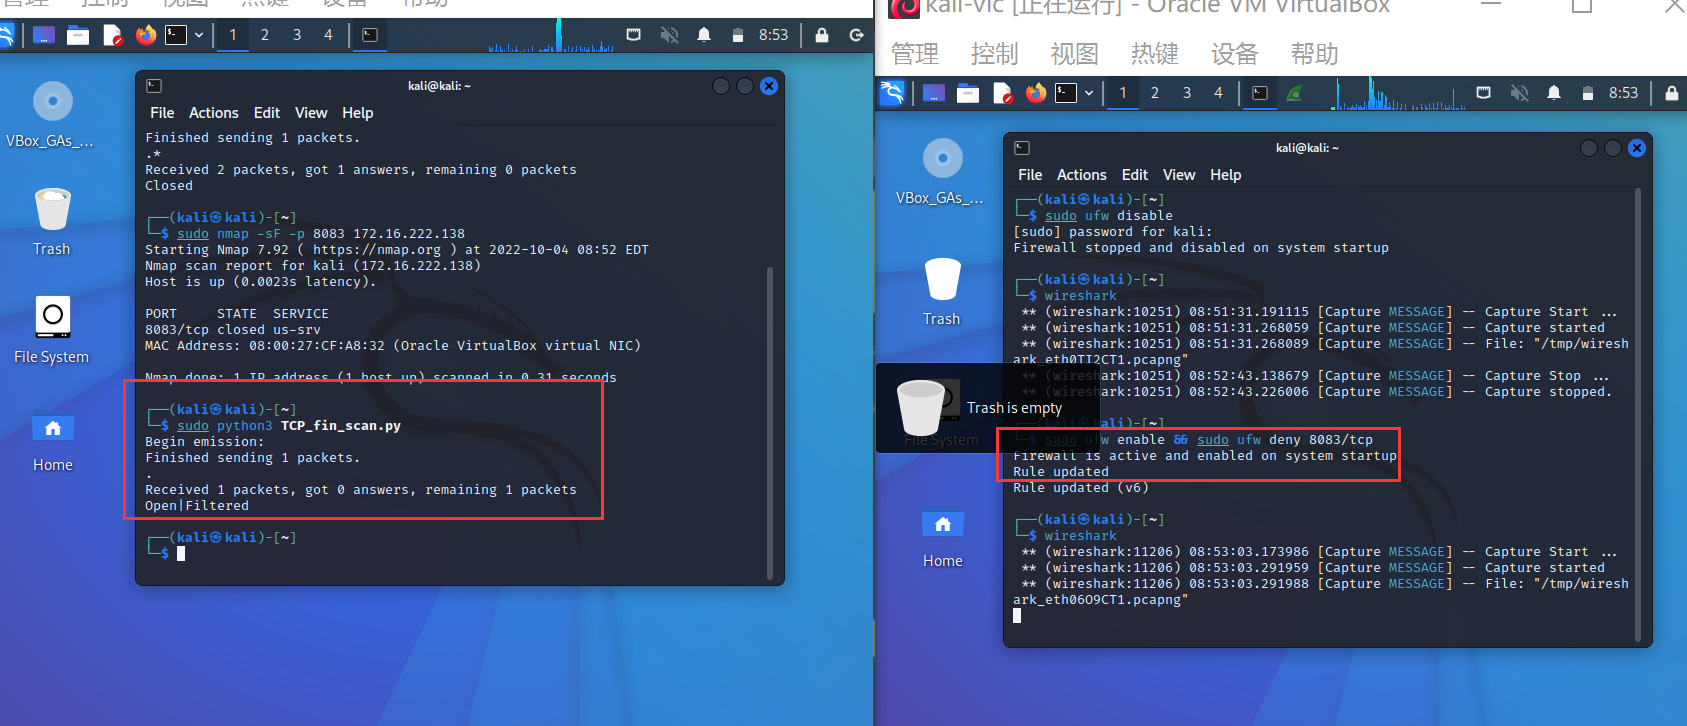 管理 控制 视图 热键 设备 帮助
1 2 3 4
8:53
VBox_GAs_...
Trash
File System
Home
kali@kali: ~
File Actions Edit View Help
Finished sending 1 packets.
.*
Received 2 packets, got 1 answers, remaining 0 packets
Closed
┌──(kali㉿kali)-[~]
└─$ sudo nmap -sF -p 8083 172.16.222.138
Starting Nmap 7.92 ( https://nmap.org ) at 2022-10-04 08:52 EDT
Nmap scan report for kali (172.16.222.138)
Host is up (0.0023s latency).
PORT     STATE  SERVICE
8083/tcp closed us-srv
MAC Address: 08:00:27:CF:A8:32 (Oracle VirtualBox virtual NIC)
Nmap done: 1 IP address (1 host up) scanned in 0.31 seconds
┌──(kali㉿kali)-[~]
└─$ sudo python3 TCP_fin_scan.py
Begin emission:
Finished sending 1 packets.
.
Received 1 packets, got 0 answers, remaining 1 packets
Open|Filtered
┌──(kali㉿kali)-[~]
└─$
kali-vic [正在运行] - Oracle VM VirtualBox
管理 控制 视图 热键 设备 帮助
1 2 3 4
8:53
VBox_GAs_...
Trash
Trash is empty
File System
Home
kali@kali: ~
File Actions Edit View Help
┌──(kali㉿kali)-[~]
└─$ sudo ufw disable
[sudo] password for kali:
Firewall stopped and disabled on system startup
┌──(kali㉿kali)-[~]
└─$ wireshark
** (wireshark:10251) 08:51:31.191115 [Capture MESSAGE] -- Capture Start ...
** (wireshark:10251) 08:51:31.268059 [Capture MESSAGE] -- Capture started
** (wireshark:10251) 08:51:31.268089 [Capture MESSAGE] -- File: "/tmp/wiresh
ark_eth0TI2CT1.pcapng"
** (wireshark:10251) 08:52:43.138679 [Capture MESSAGE] -- Capture Stop ...
** (wireshark:10251) 08:52:43.226006 [Capture MESSAGE] -- Capture stopped.
┌──(kali㉿kali)-[~]
└─$ sudo ufw enable && sudo ufw deny 8083/tcp
Firewall is active and enabled on system startup
Rule updated
Rule updated (v6)
┌──(kali㉿kali)-[~]
└─$ wireshark
** (wireshark:11206) 08:53:03.173986 [Capture MESSAGE] -- Capture Start ...
** (wireshark:11206) 08:53:03.291959 [Capture MESSAGE] -- Capture started
** (wireshark:11206) 08:53:03.291988 [Capture MESSAGE] -- File: "/tmp/wiresh
ark_eth06O9CT1.pcapng"